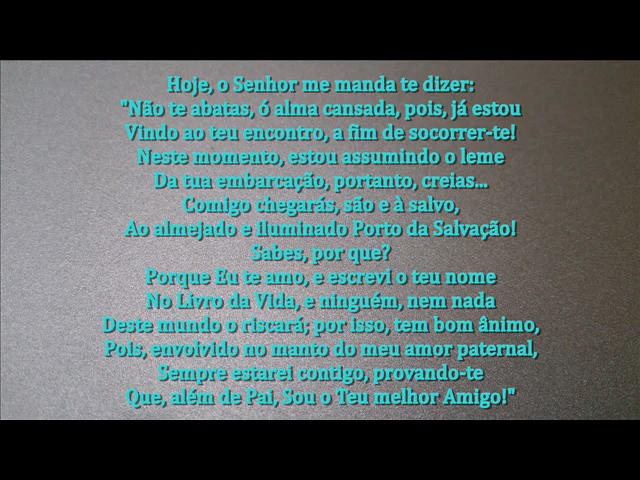 Hoje, o Senhor me manda te dizer:
"Não te abatas, ó alma cansada, pois, já estou
Vindo ao teu encontro, a fim de socorrer-te!
Neste momento, estou assumindo o leme
Da tua embarcação, portanto, creias...
Comigo chegarás, são e à salvo,
Ao almejado e Iluminado Porto da Salvação!
Sabes, por que?
Porque Eu te amo, e escrevi o teu nome
No Livro da Vida, e ninguém, nem nada
Deste mundo o riscará; por isso, tem bom ânimo,
Pois, envolvido no manto do meu amor paternal,
Sempre estarei contigo, provando-te
Que, além de Pai, Sou o Teu melhor Amigo!"